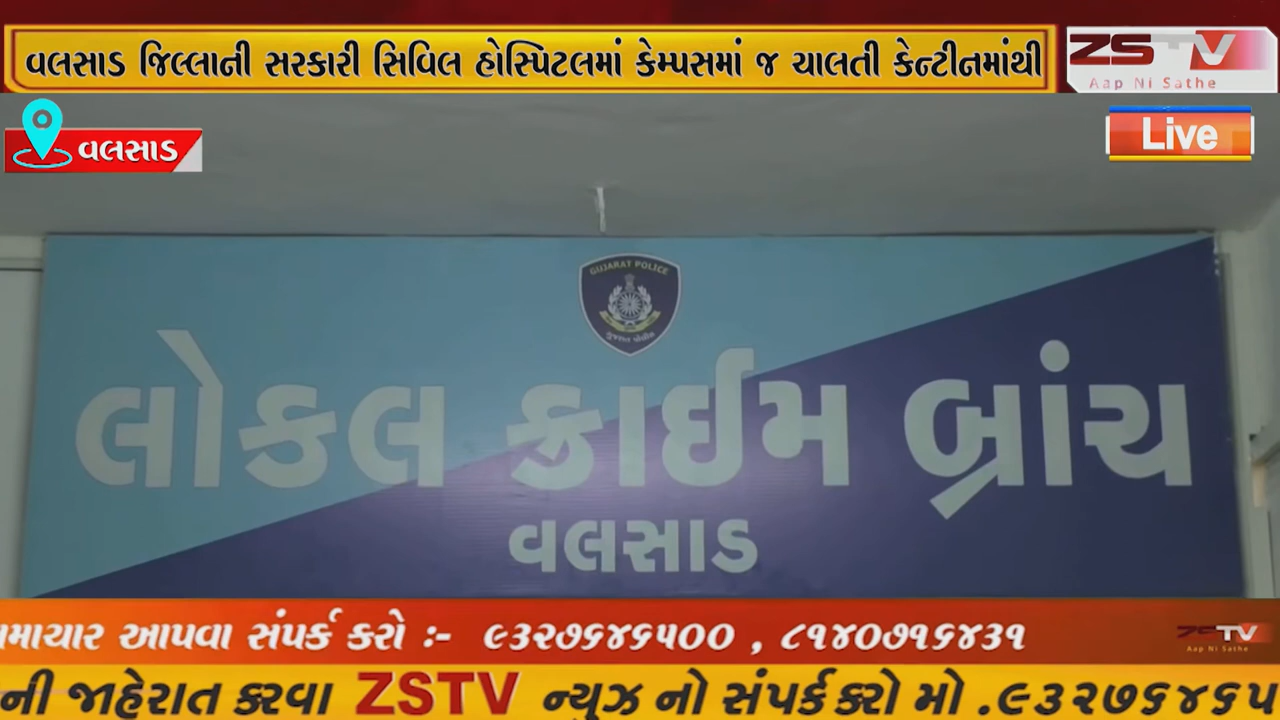 વલસાડ જિલ્લાની સરકારી સિવિલ હોસ્પિટલમાં કેમ્પસમાં જ ચાલતી કેન્ટીનમાંથી
ZSTV
Aap Ni Sathe
વલસાડ
Live
GUJARAT POLICE
ગુજરાત પોલીસ
લોકલ ક્રાઈમ બ્રાંચ
વલસાડ
માચાર આપવા સંપર્ક કરો :- ૯૩૨૭૬૪૬૫૦૦ , ૮૧૪૦૭૧૬૪૩૧
ZSTV
Aap Ni Sathe
ની જાહેરાત કરવા ZSTV ન્યુઝ નો સંપર્ક કરો મો .૯૩૨૭૬૪૬૫